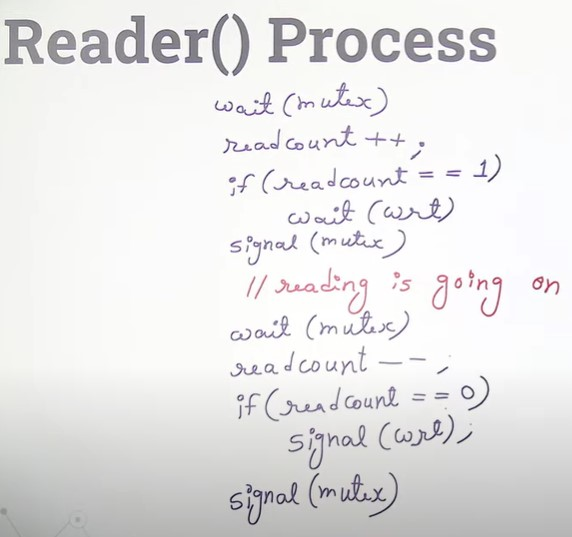 Reader() Process
wait (mutex)
readcount ++;
if (readcount == 1)
wait (wrt)
signal (mutex)
// reading is going on
wait (mutex)
readcount --;
if (readcount == 0)
signal (wrt);
signal (mutex)